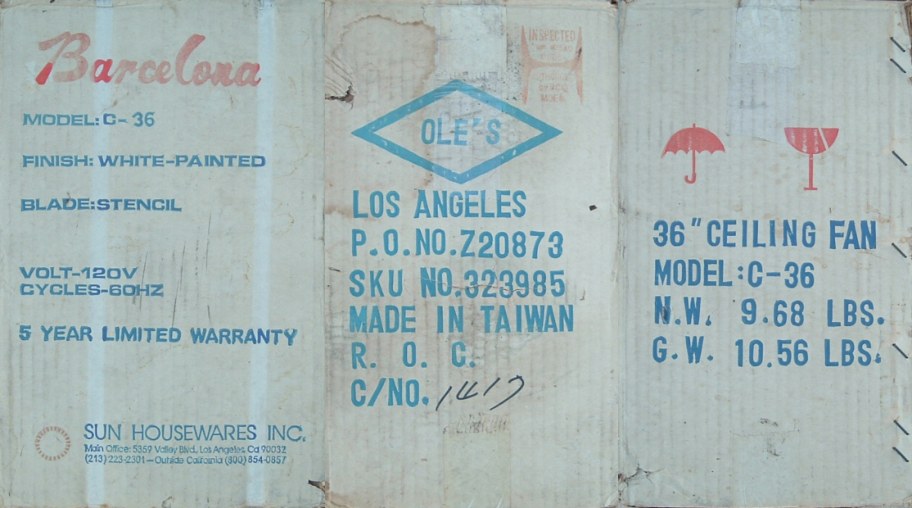 Barcelona
MODEL: C-36
FINISH: WHITE-PAINTED
BLADE:STENCIL
VOLT-120V
CYCLES-60HZ
5 YEAR LIMITED WARRANTY
SUN HOUSEWARES INC.
Main Office: 5359 Valley Blvd., Los Angeles, Ca 90032
(213) 223-2301—Outside California (800) 854-0857
INSPECTED
OLE'S
LOS ANGELES
P.O.NO.Z20873
SKU NO.323985
MADE IN TAIWAN
R. O. C.
C/NO. 1417
36" CEILING FAN
MODEL:C-36
N.W. 9.68 LBS.
G.W. 10.56 LBS.